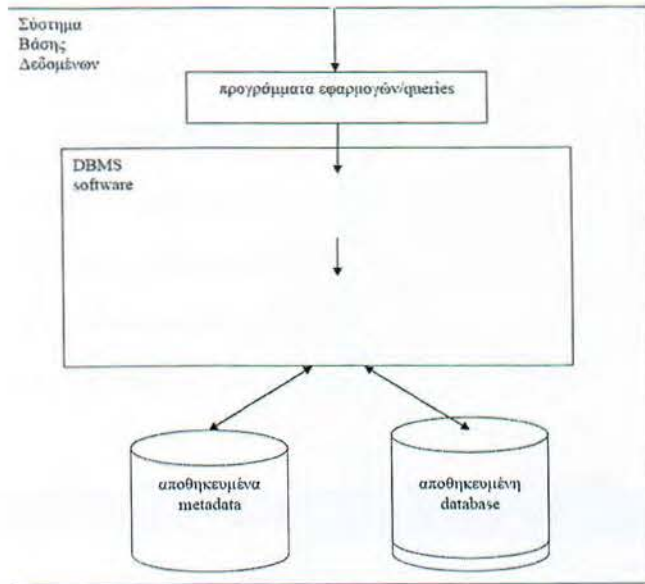 Σύστημα
Βάσης
Δεδομένων
προγράμματα εφαρμογών/queries
DBMS
software
αποθηκευμένα
metadata
αποθηκευμένη
database